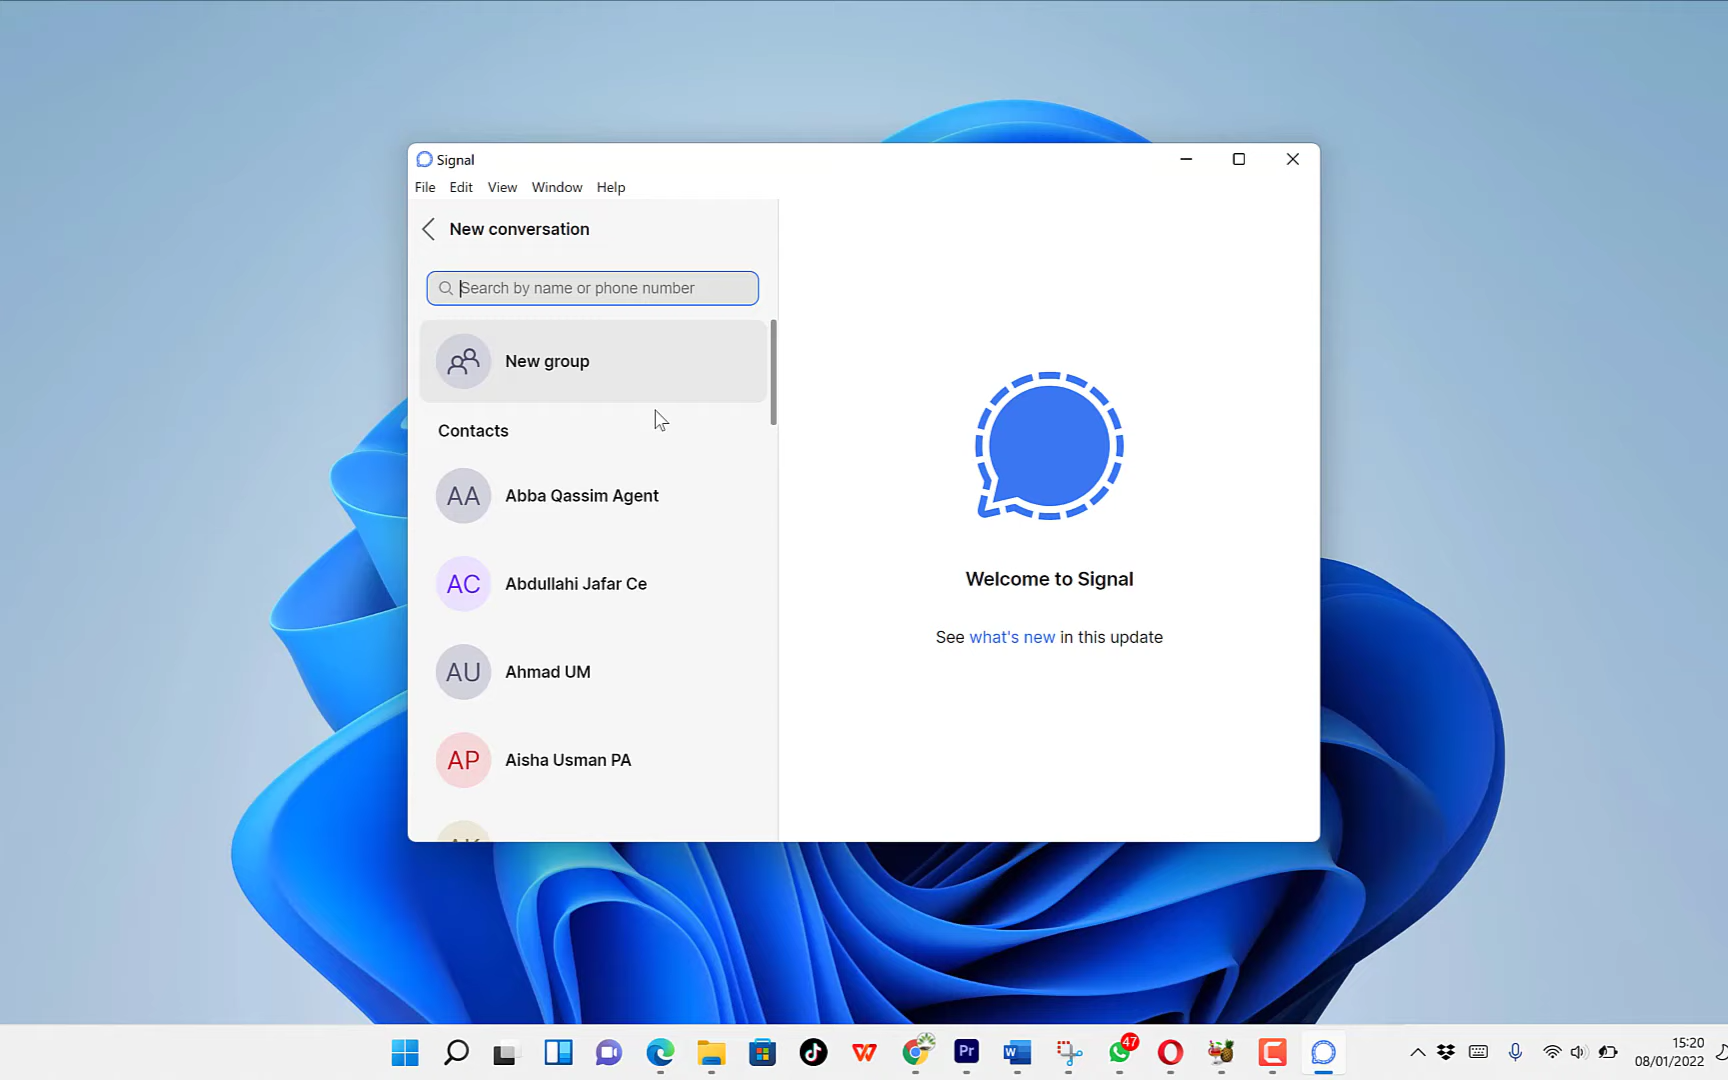 Signal
File Edit View Window Help
New conversation
Search by name or phone number
New group
Contacts
AA Abba Qassim Agent
AC Abdullahi Jafar Ce
AU Ahmad UM
AP Aisha Usman PA
Welcome to Signal
See what's new in this update
Pr
W
47
15:20
08/01/2022